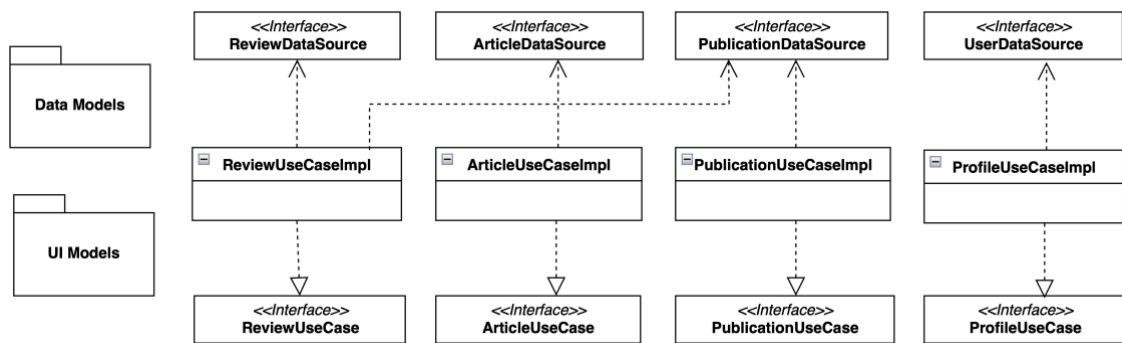 <<Interface>>
ReviewDataSource
<<Interface>>
ArticleDataSource
<<Interface>>
PublicationDataSource
<<Interface>>
UserDataSource
Data Models
ReviewUseCaseImpl
ArticleUseCaseImpl
PublicationUseCaseImpl
ProfileUseCaseImpl
UI Models
<<Interface>>
ReviewUseCase
<<Interface>>
ArticleUseCase
<<Interface>>
PublicationUseCase
<<Interface>>
ProfileUseCase